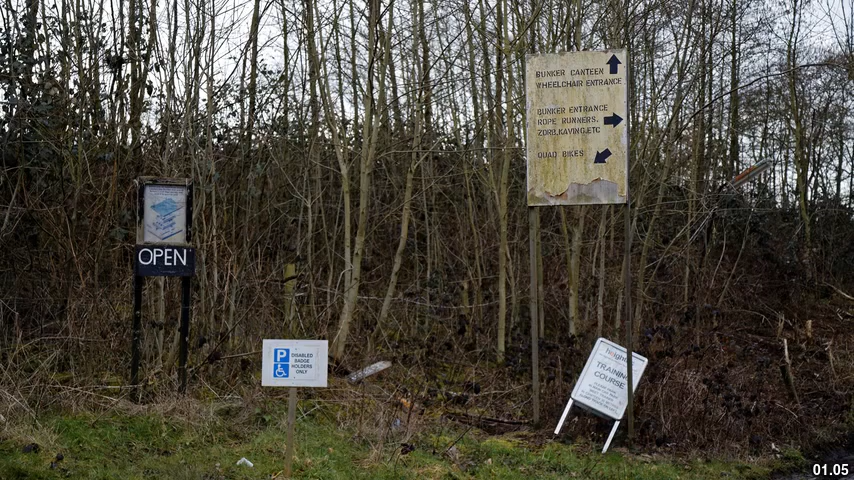 BUNKER CANTEEN
WHEELCHAIR ENTRANCE
BUNKER ENTRANCE
ROPE RUNNERS,
ZORB,KAVING,ETC
QUAD BIKES
OPEN
P
DISABLED
BADGE
HOLDERS
ONLY
height
TRAINING
COURSE
01.05